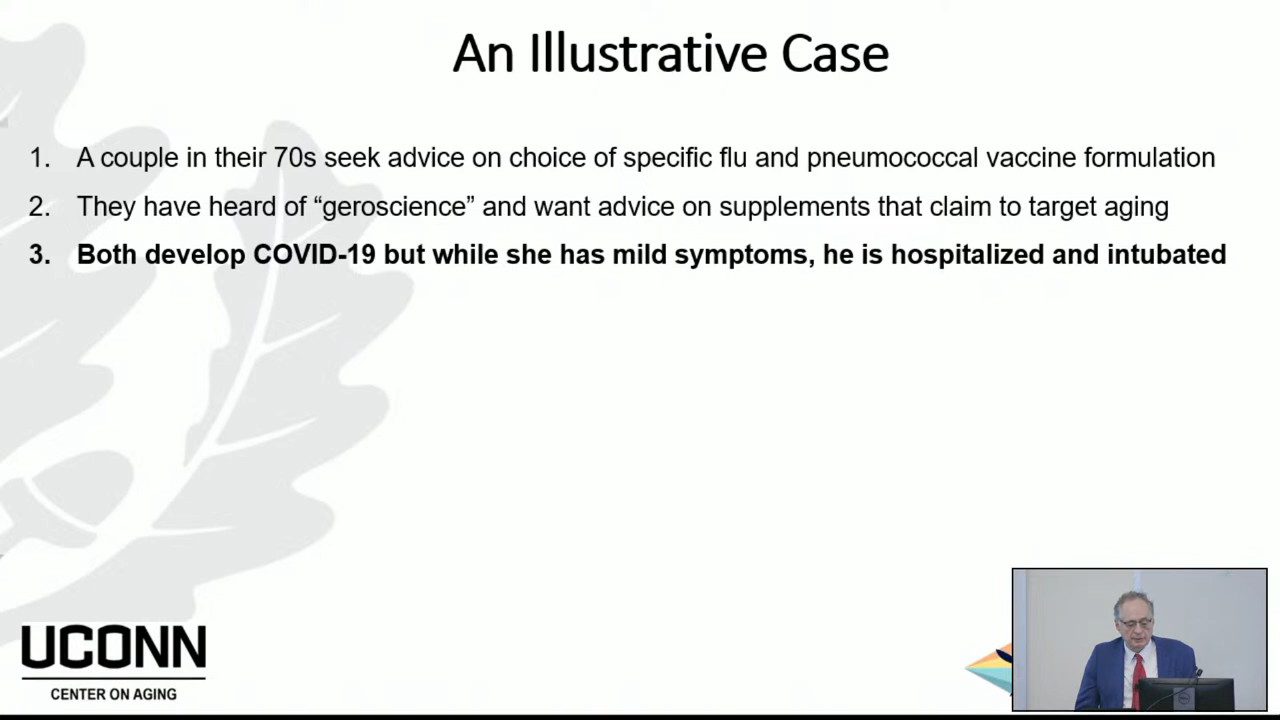 An Illustrative Case
1. A couple in their 70s seek advice on choice of specific flu and pneumococcal vaccine formulation
2. They have heard of “geroscience” and want advice on supplements that claim to target aging
3. Both develop COVID-19 but while she has mild symptoms, he is hospitalized and intubated
UCONN
CENTER ON AGING